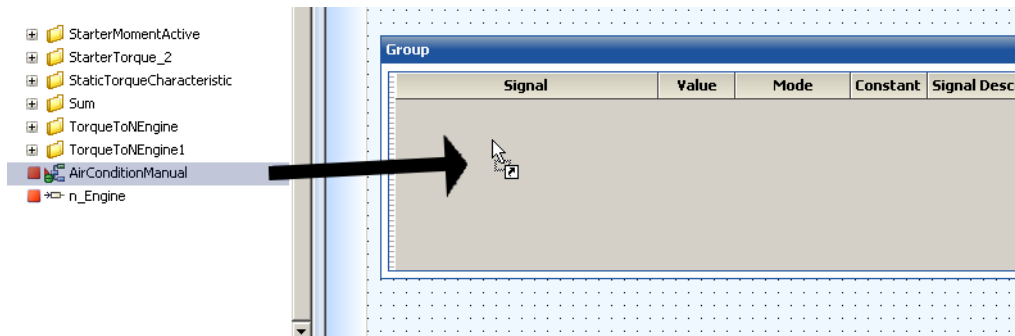 StarterMomentActive
StarterTorque_2
StaticTorqueCharacteristic
Sum
TorqueToNEngine
TorqueToNEngine1
AirConditionManual
n_Engine
Group
Signal Value Mode Constant Signal Desc